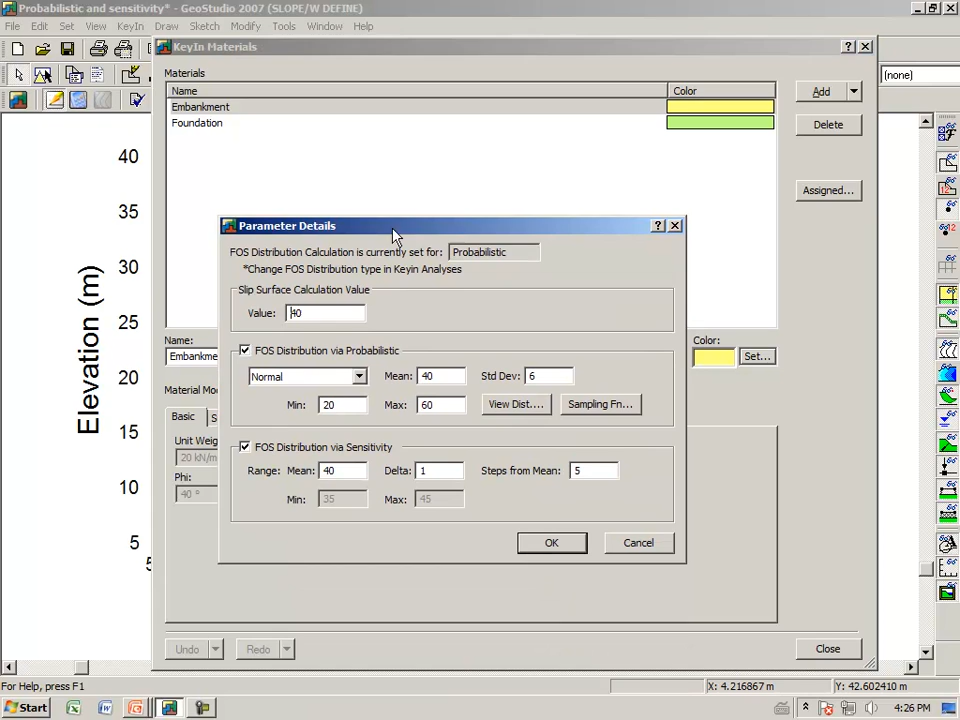 Probabilistic and sensitivity* - GeoStudio 2007 (SLOPE/W DEFINE)
File Edit Set View KeyIn Draw Sketch Modify Tools Window Help
KeyIn Materials
(none)
Materials
Name Color
Embankment
Foundation
Add
Delete
Assigned...
40
35
30
25
20
15
10
5
5
Elevation (m)
Parameter Details
FOS Distribution Calculation is currently set for: Probabilistic
*Change FOS Distribution type in Keyin Analyses
Slip Surface Calculation Value
Value: 40
FOS Distribution via Probabilistic
Normal Mean: 40 Std Dev: 6
Min: 20 Max: 60 View Dist.... Sampling Fn...
FOS Distribution via Sensitivity
Range: Mean: 40 Delta: 1 Steps from Mean: 5
Min: 35 Max: 45
OK Cancel
Name: Color:
Embankme Set...
Material Mo
Basic S
Unit Weig
20 kN/m
Phi:
40 °
Undo Redo Close
For Help, press F1 X: 4.216867 m Y: 42.602410 m
Start 4:26 PM